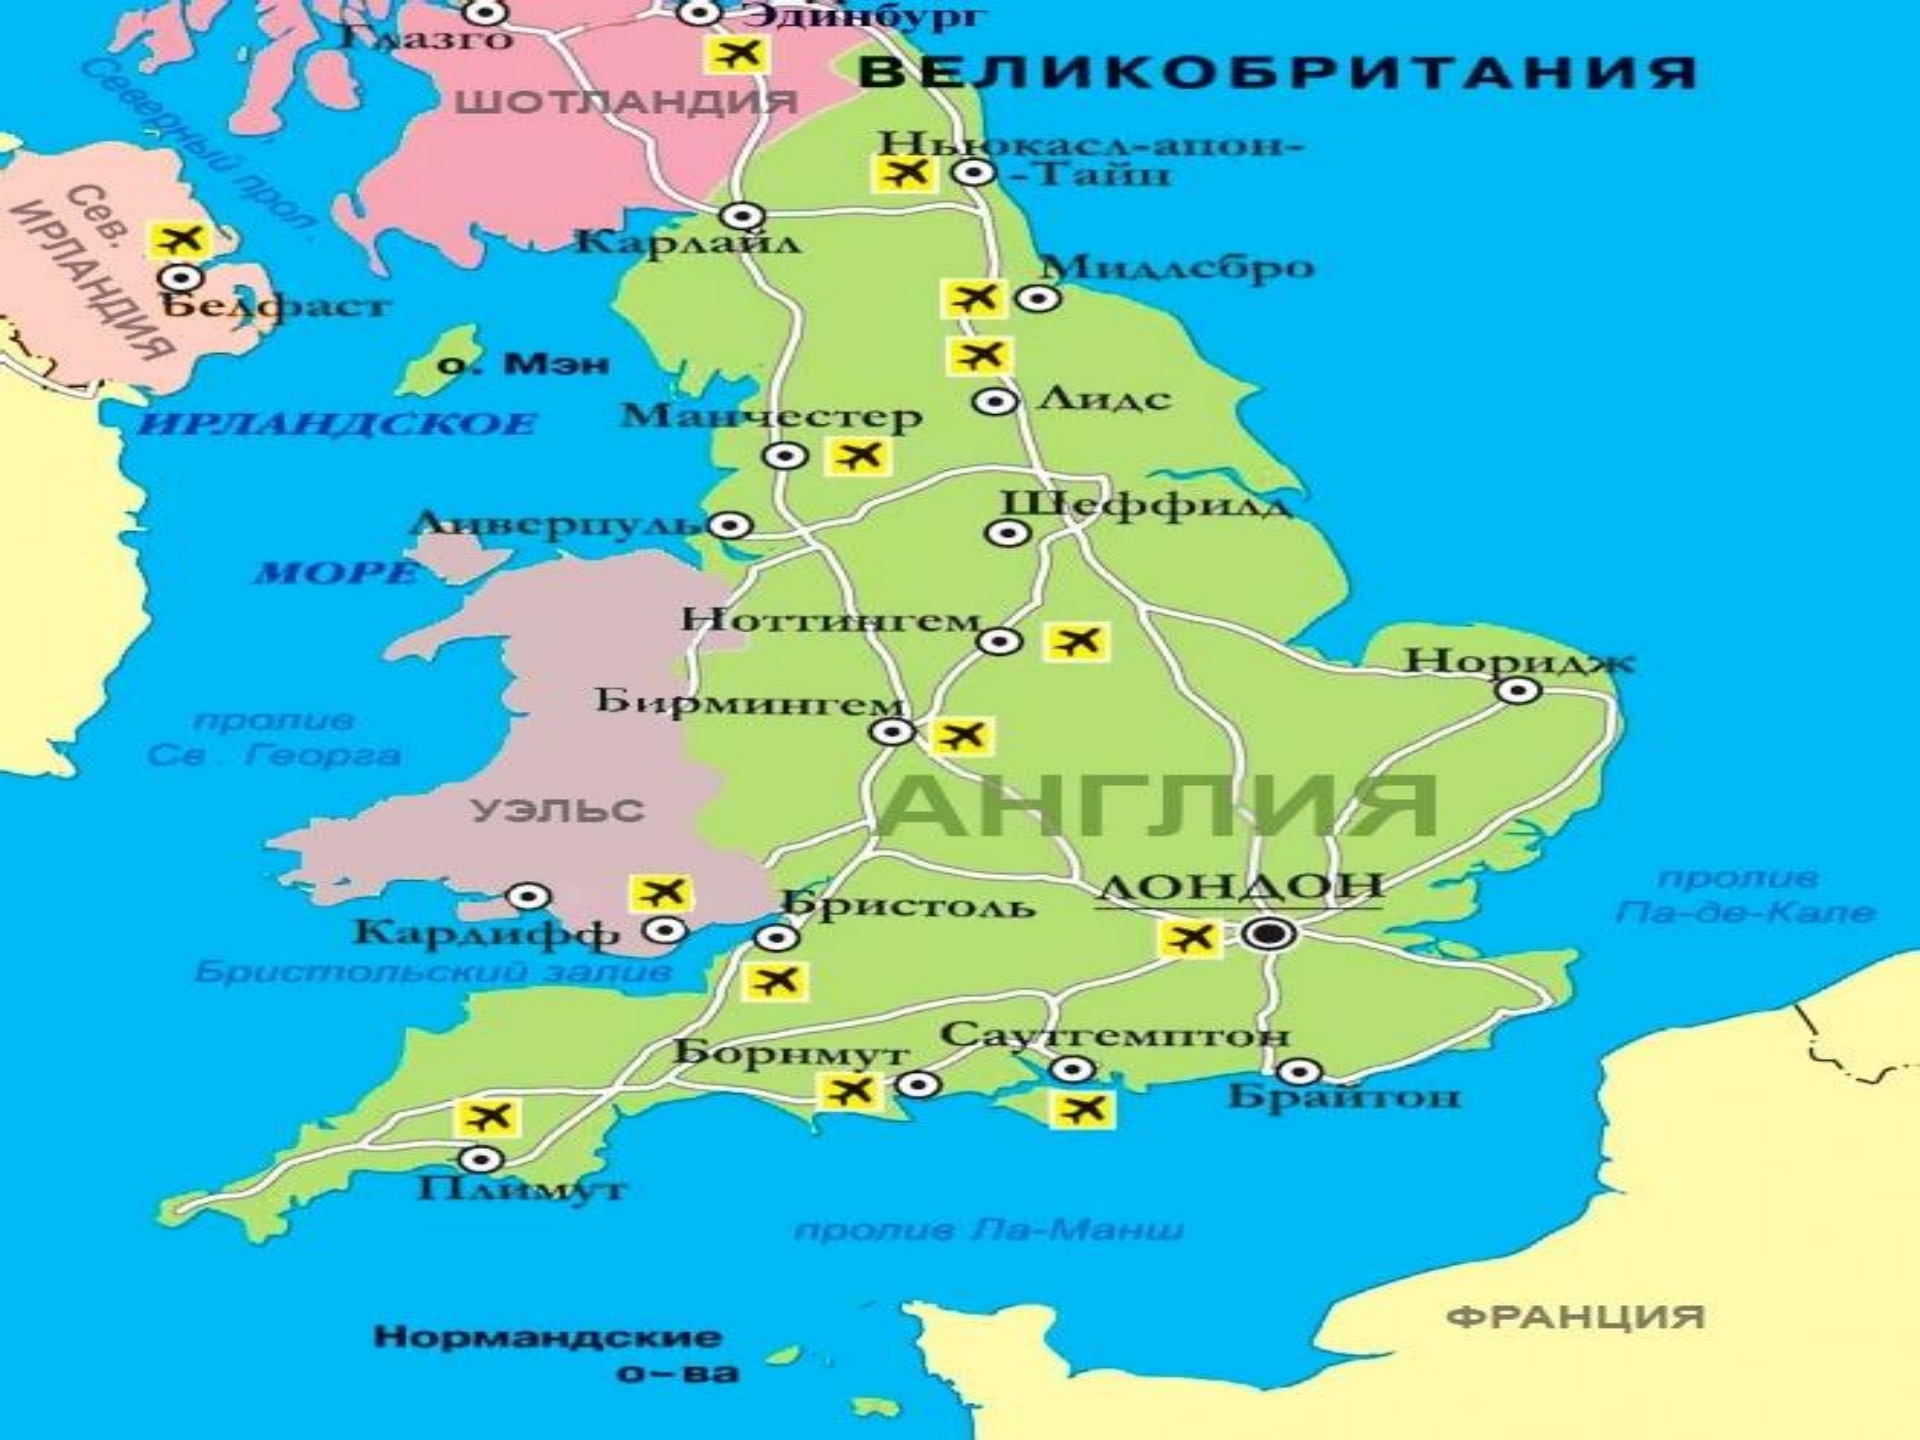 Эдинбург
Глазго
ВЕЛИКОБРИТАНИЯ
ШОТЛАНДИЯ
Северный прол.
Ньюкасл-апон-
-Тайн
Сев.
ИРЛАНДИЯ
Карлайл
Мидлсбро
Белфаст
о. Мэн
Лидс
Манчестер
ИРЛАНДСКОЕ
Шеффилд
Ливерпуль
МОРЕ
Ноттингем
Норидж
Бирмингем
пролив
Св. Георга
АНГЛИЯ
УЭЛЬС
ЛОНДОН
пролив
Па-де-Кале
Бристоль
Кардифф
Бристольский залив
Саутгемптон
Борнмут
Брайтон
Плимут
пролив Ла-Манш
ФРАНЦИЯ
Нормандские
о-ва